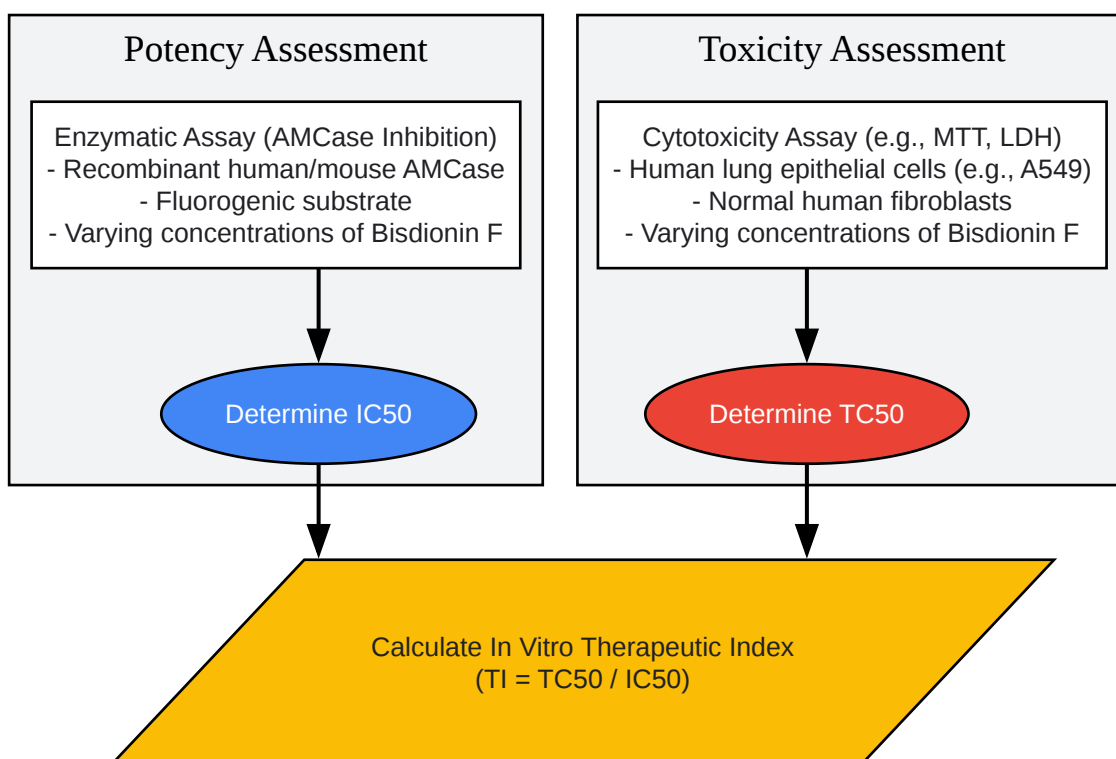 Potency Assessment
Enzymatic Assay (AMCase Inhibition)
- Recombinant human/mouse AMCase
- Fluorogenic substrate
- Varying concentrations of Bisdionin F
Determine IC50
Toxicity Assessment
Cytotoxicity Assay (e.g., MTT, LDH)
- Human lung epithelial cells (e.g., A549)
- Normal human fibroblasts
- Varying concentrations of Bisdionin F
Determine TC50
Calculate In Vitro Therapeutic Index
(TI = TC50 / IC50)